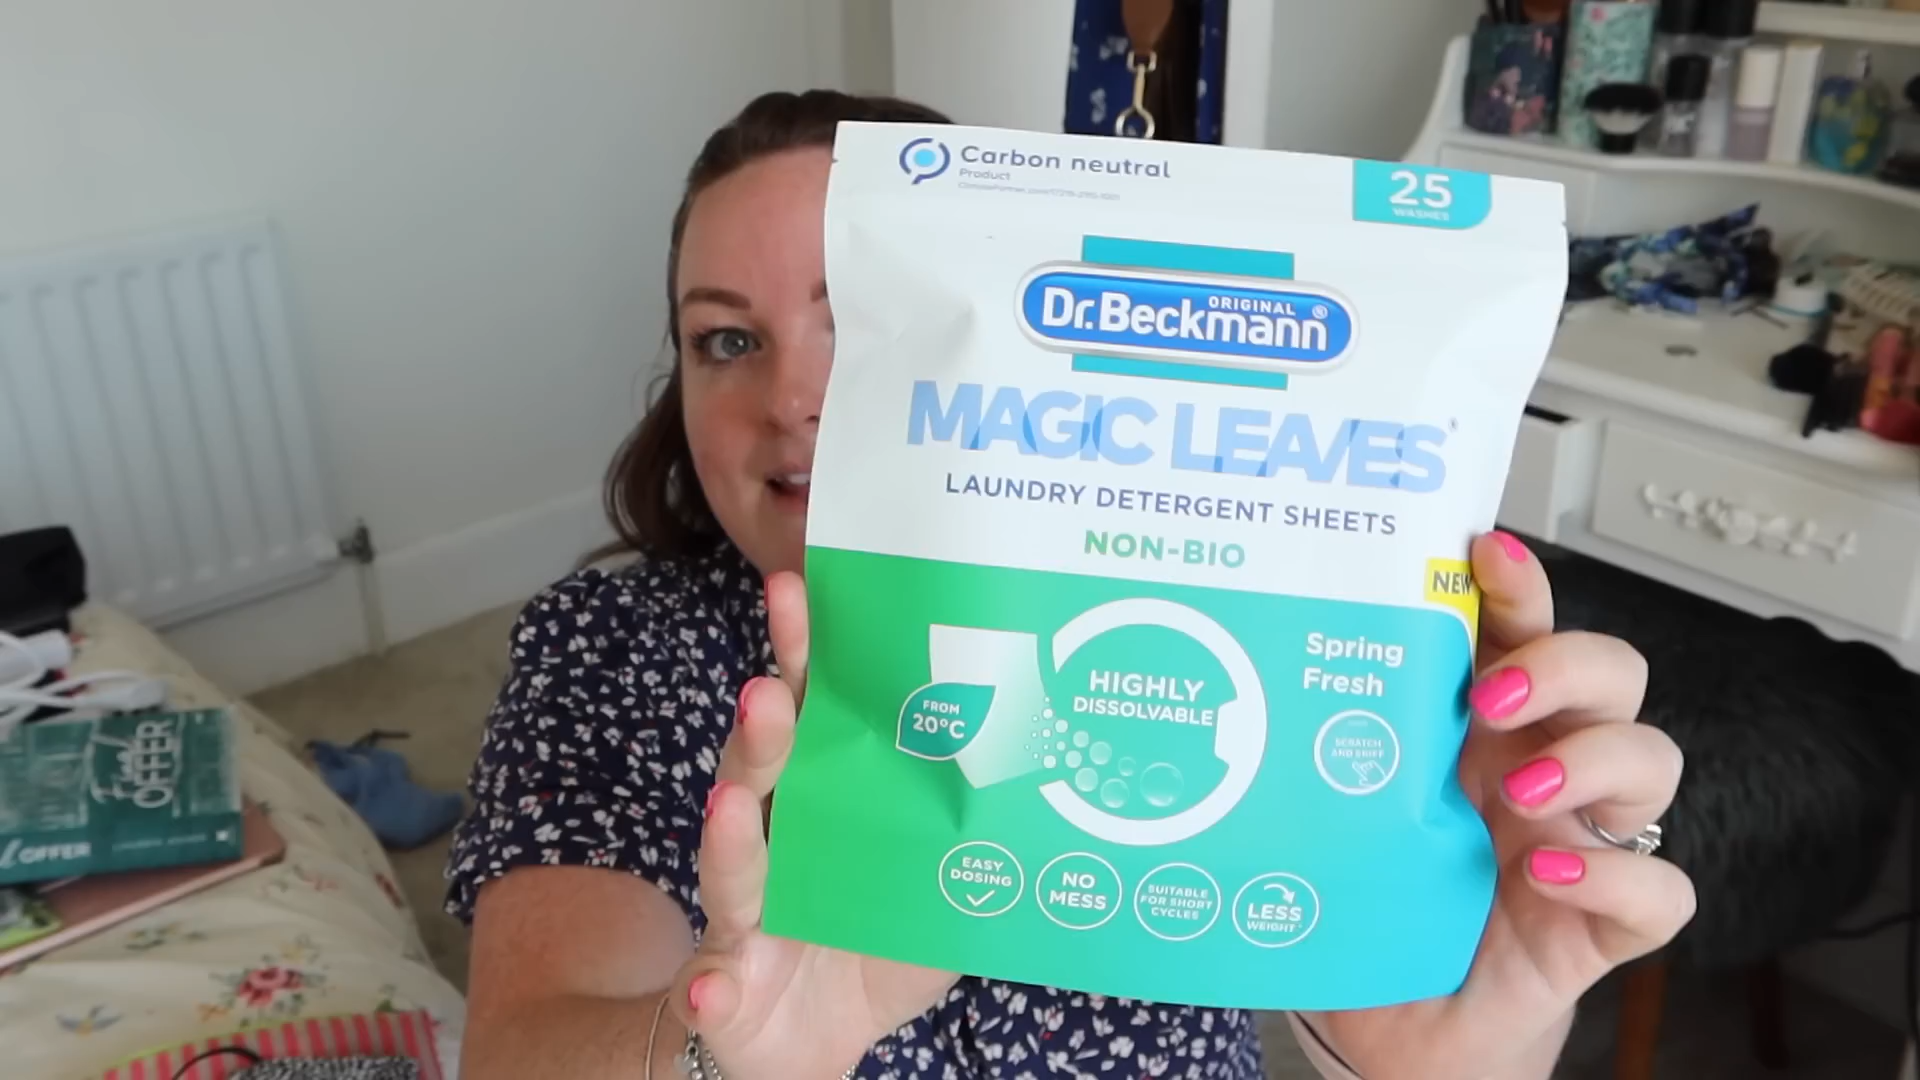 Carbon neutral
Product
25
WASHES
ORIGINAL
Dr.Beckmann®
MAGIC LEAVES
LAUNDRY DETERGENT SHEETS
NON-BIO
NEW
Spring
Fresh
HIGHLY
DISSOLVABLE
FROM
20°C
SCRATCH
AND SNIFF
EASY
DOSING
NO
MESS
SUITABLE
FOR SHORT
CYCLES
LESS
WEIGHT
Final
OFFER
OFFER